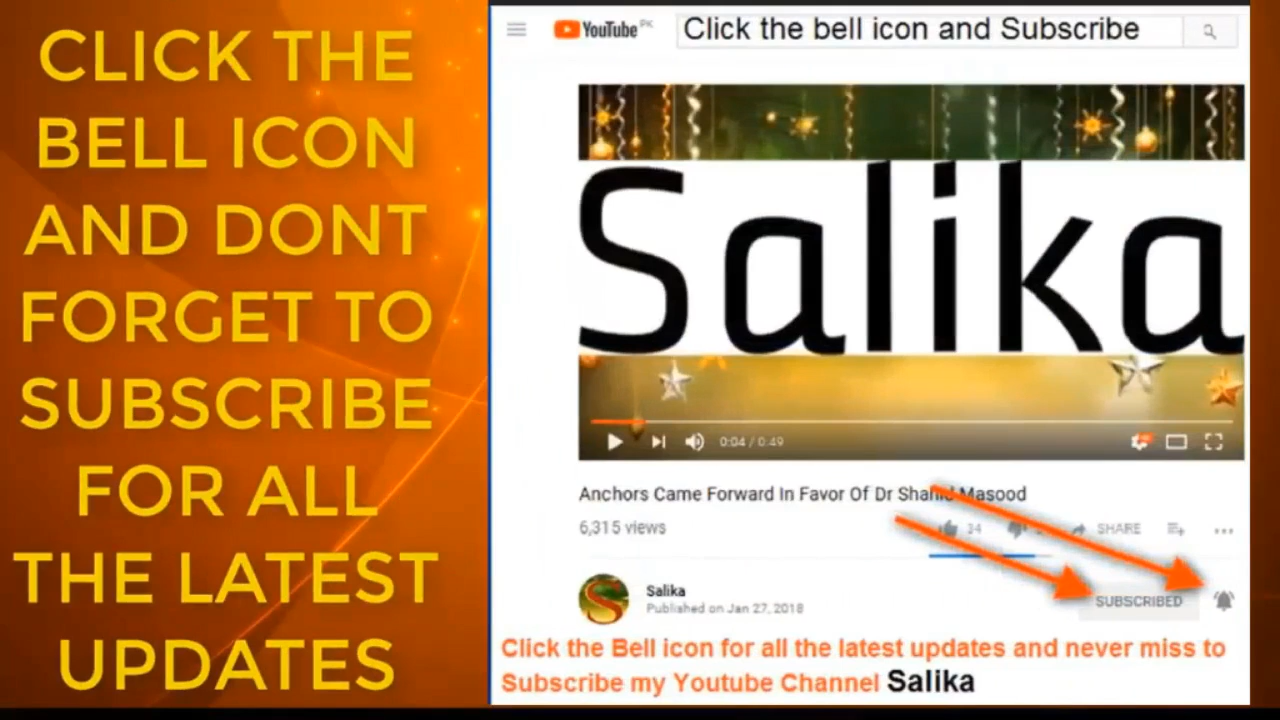 CLICK THE
BELL ICON
AND DONT
FORGET TO
SUBSCRIBE
FOR ALL
THE LATEST
UPDATES
YouTube PK
Click the bell icon and Subscribe
Salika
0:04 / 0:49
Anchors Came Forward In Favor Of Dr Shahid Masood
6,315 views
34
SHARE
Salika
Published on Jan 27, 2018
SUBSCRIBED
Click the Bell icon for all the latest updates and never miss to
Subscribe my Youtube Channel Salika